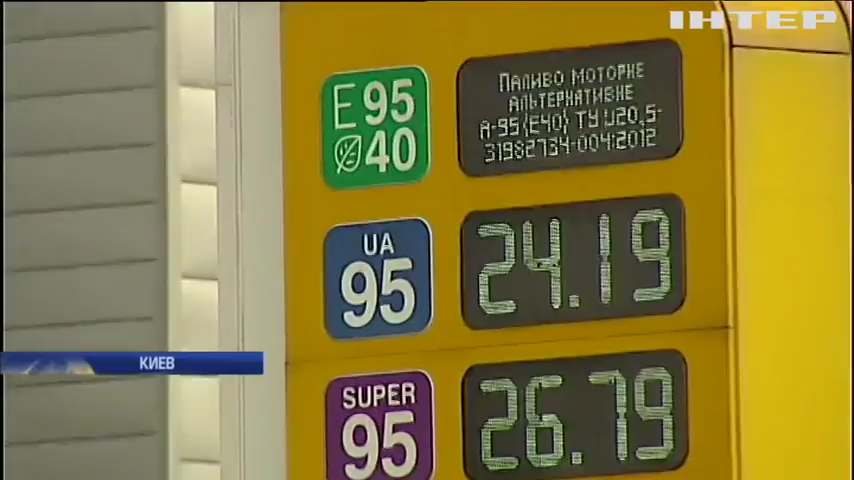 ІНТЕР
E 95
40
ПАЛИВО МОТОРНЕ
АЛЬТЕРНАТИВНЕ
А-95 (Е40) ТУ U20,5-
31982734-004:2012
UA
95
24.19
КИЕВ
SUPER
95
26.79